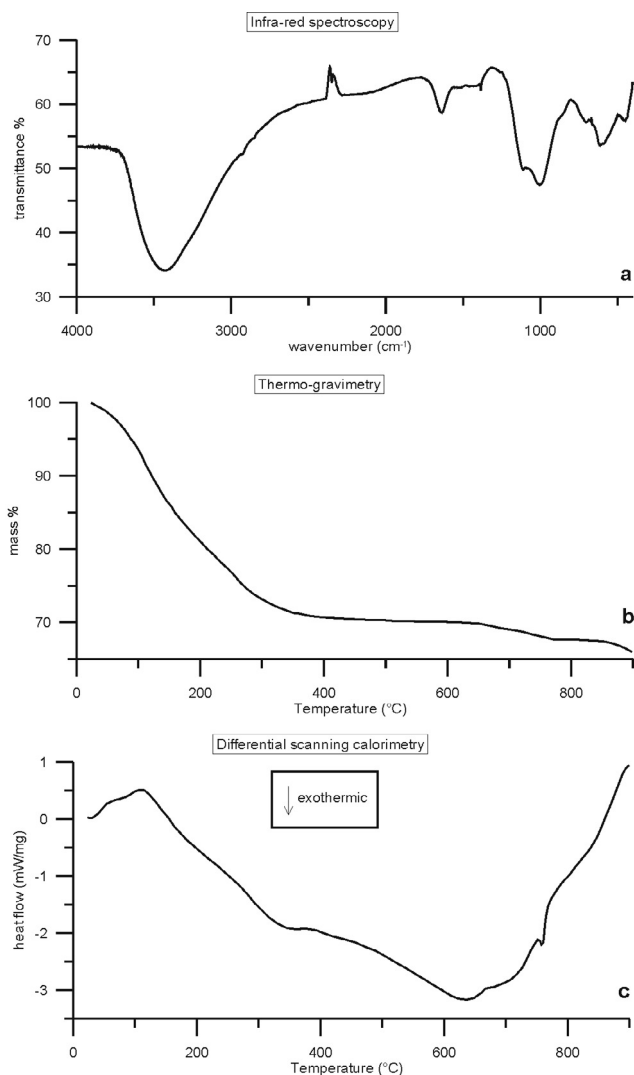 Infra-red spectroscopy
70
60
50
40
30
transmittance %
4000
3000
2000
1000
wavenumber (cm⁻¹)
a
Thermo-gravimetry
100
90
80
70
mass %
0
200
400
600
800
Temperature (°C)
b
Differential scanning calorimetry
↓ exothermic
1
0
-1
-2
-3
heat flow (mW/mg)
0
200
400
600
800
Temperature (°C)
c